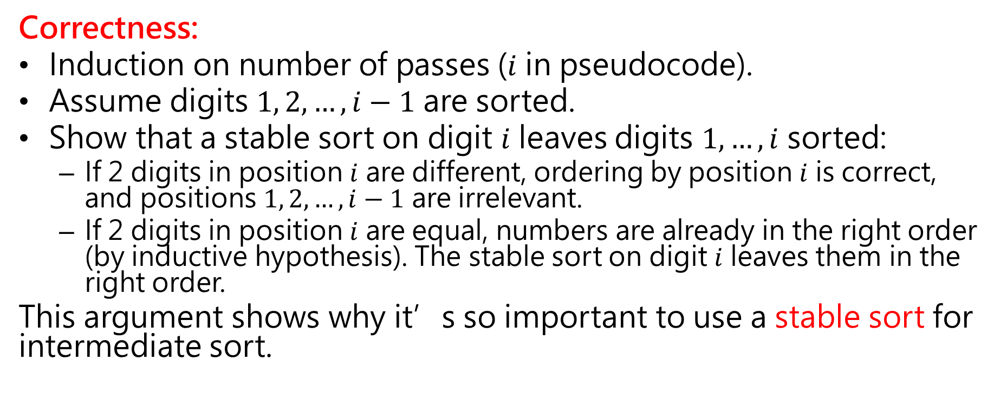 Correctness:
• Induction on number of passes (i in pseudocode).
• Assume digits 1, 2, … , i − 1 are sorted.
• Show that a stable sort on digit i leaves digits 1, … , i sorted:
– If 2 digits in position i are different, ordering by position i is correct,
and positions 1, 2, … , i − 1 are irrelevant.
– If 2 digits in position i are equal, numbers are already in the right order
(by inductive hypothesis). The stable sort on digit i leaves them in the
right order.
This argument shows why it’ s so important to use a stable sort for
intermediate sort.